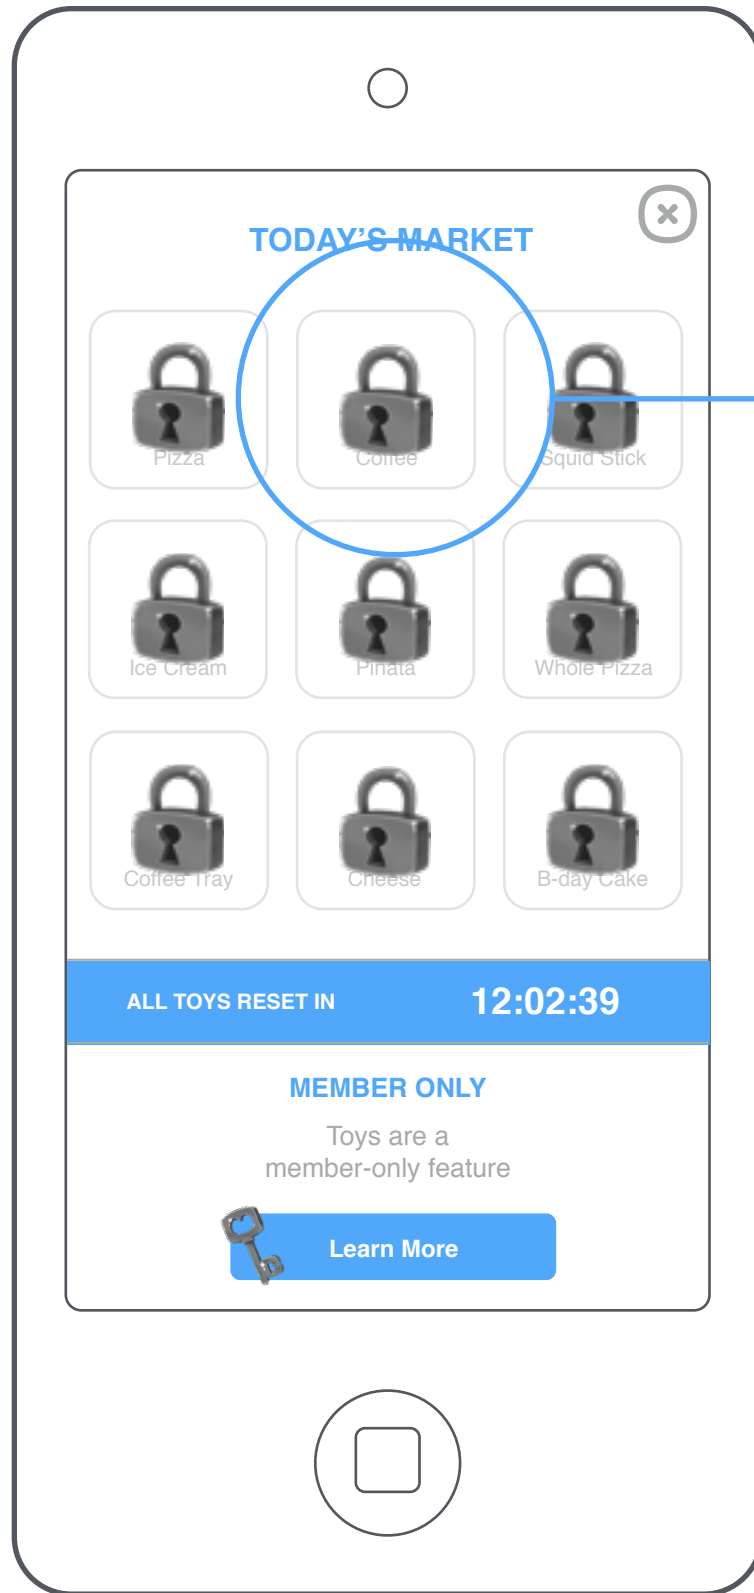 TODAY'S MARKET
Pizza
Coffee
Squid Stick
Ice Cream
Pinata
Whole Pizza
Coffee Tray
Cheese
B-day Cake
ALL TOYS RESET IN
12:02:39
MEMBER ONLY
Toys are a
member-only feature
Learn More